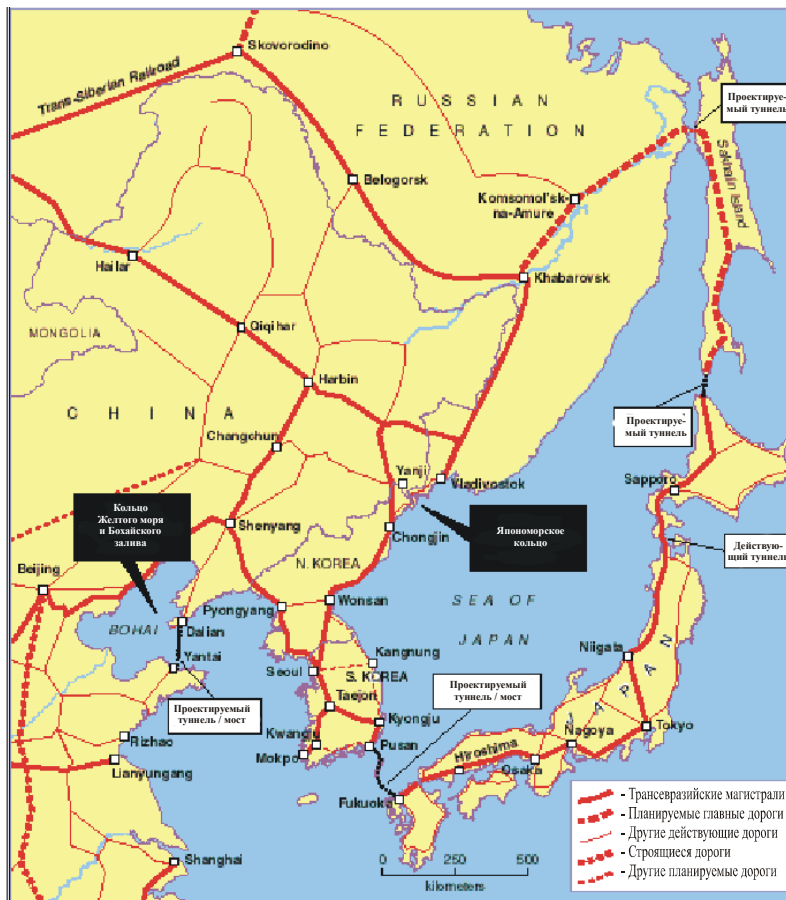 Skovorodino
Trans-Siberian Railroad
RUSSIAN
FEDERATION
Проектируе-
мый туннель
Sakhalin Island
Belogorsk
Komsomol'sk-
na-Amure
Hailar
Khabarovsk
MONGOLIA
Qiqihar
Harbin
CHINA
Проектируе-
мый туннель
Changchun
Yanji
Vladivostok
Sapporo
Кольцо
Желтого моря
и Бохайского
залива
Shenyang
Chongjin
Япономорское
кольцо
Действую-
щий туннель
N. KOREA
Beijing
Pyongyang
Wonsan
SEA OF
JAPAN
BOHAI
Dalian
Yantai
Kangnung
Niigata
Seoul
S. KOREA
Проектируемый
туннель / мост
Проектируемый
туннель / мост
Taejon
JAPAN
Kyongju
Tokyo
Rizhao
Kwangju
Nagoya
Mokpo
Pusan
Hiroshima
Osaka
Lianyungang
Fukuoka
- Трансевразийские магистрали
- Планируемые главные дороги
- Другие действующие дороги
- Строящиеся дороги
- Другие планируемые дороги
Shanghai
0 250 500
kilometers